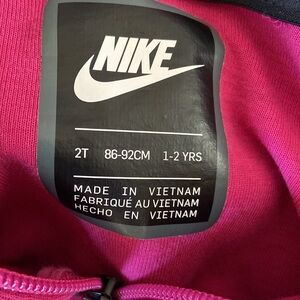 NIKE
2T 86-92CM 1-2 YRS
MADE IN VIETNAM
FABRIQUÉ AU VIETNAM
HECHO EN VIETNAM